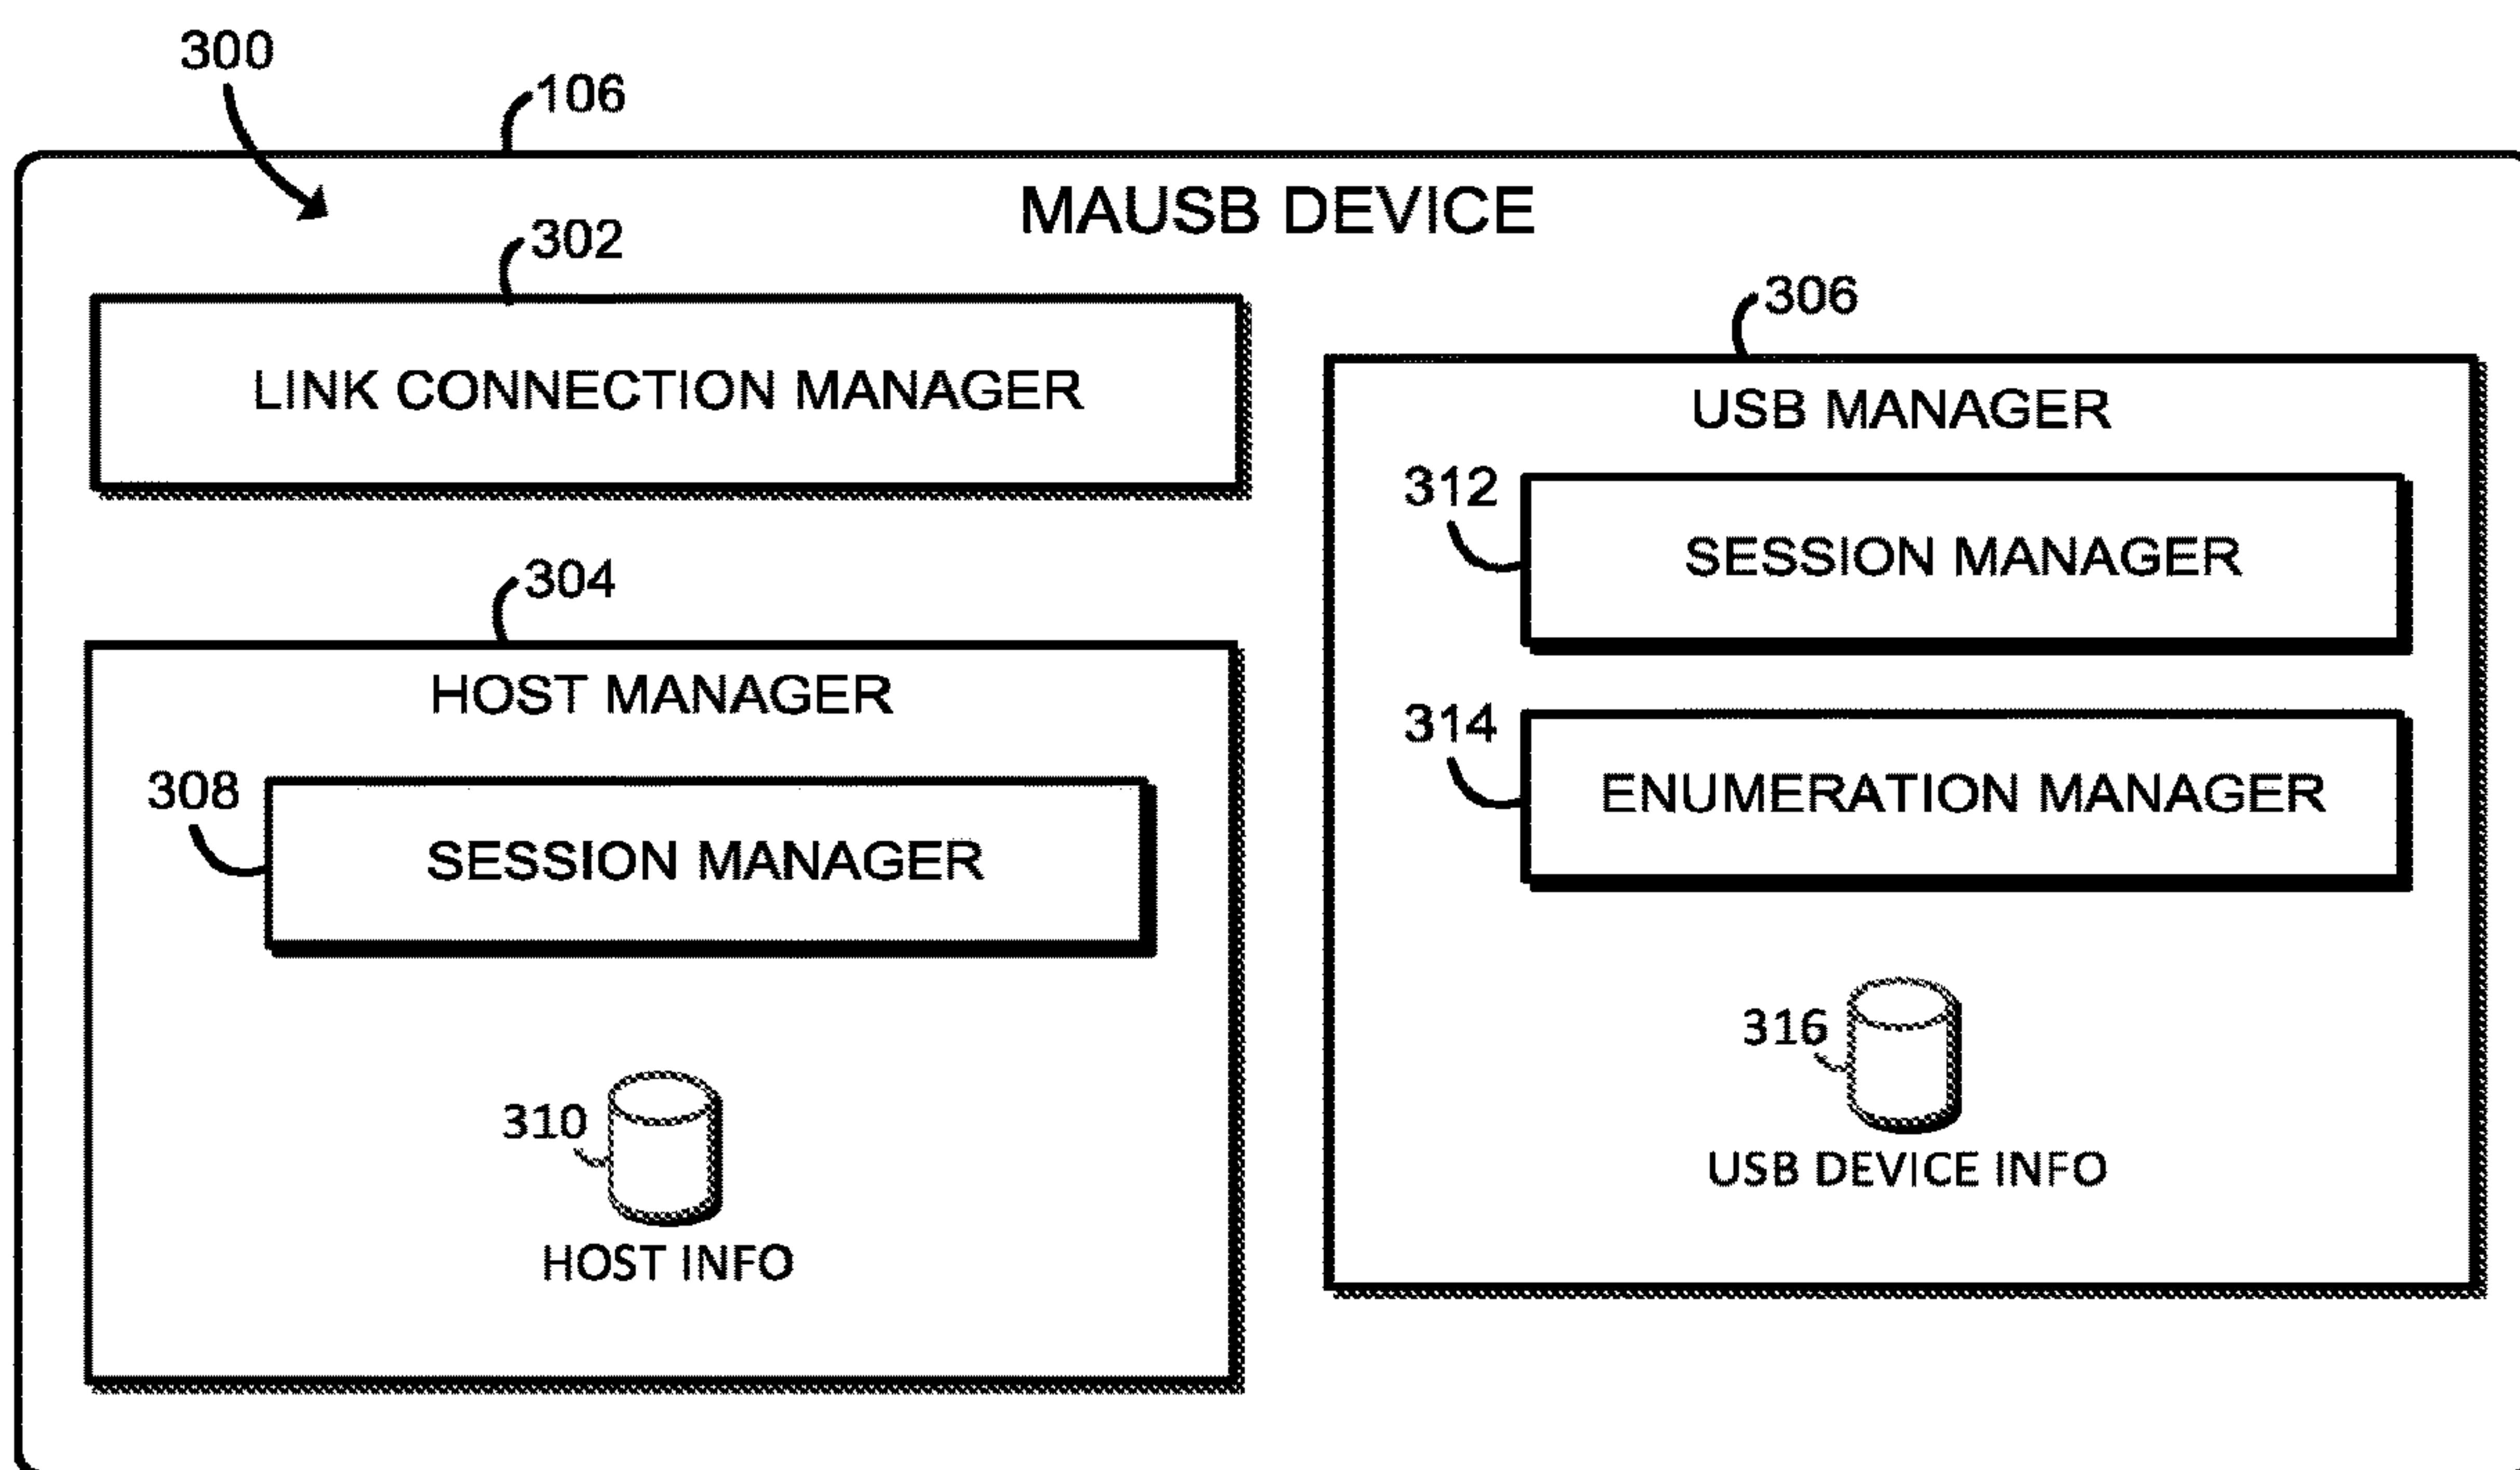 300
106
MAUSB DEVICE
302
LINK CONNECTION MANAGER
304
HOST MANAGER
308
SESSION MANAGER
310
HOST INFO
306
USB MANAGER
312
SESSION MANAGER
314
ENUMERATION MANAGER
316
USB DEVICE INFO